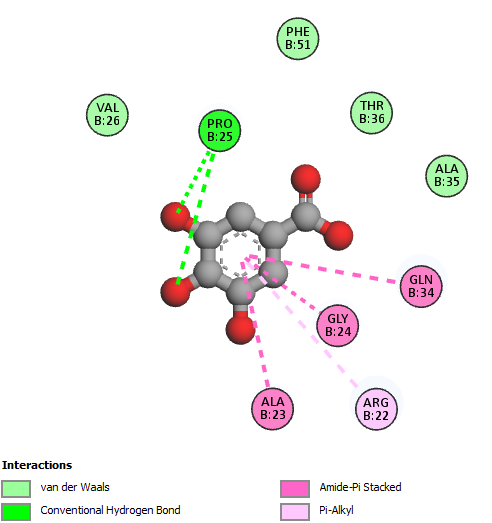 PHE
B:51
VAL
B:26
PRO
B:25
THR
B:36
ALA
B:35
GLN
B:34
GLY
B:24
ALA
B:23
ARG
B:22
Interactions
van der Waals
Conventional Hydrogen Bond
Amide-Pi Stacked
Pi-Alkyl